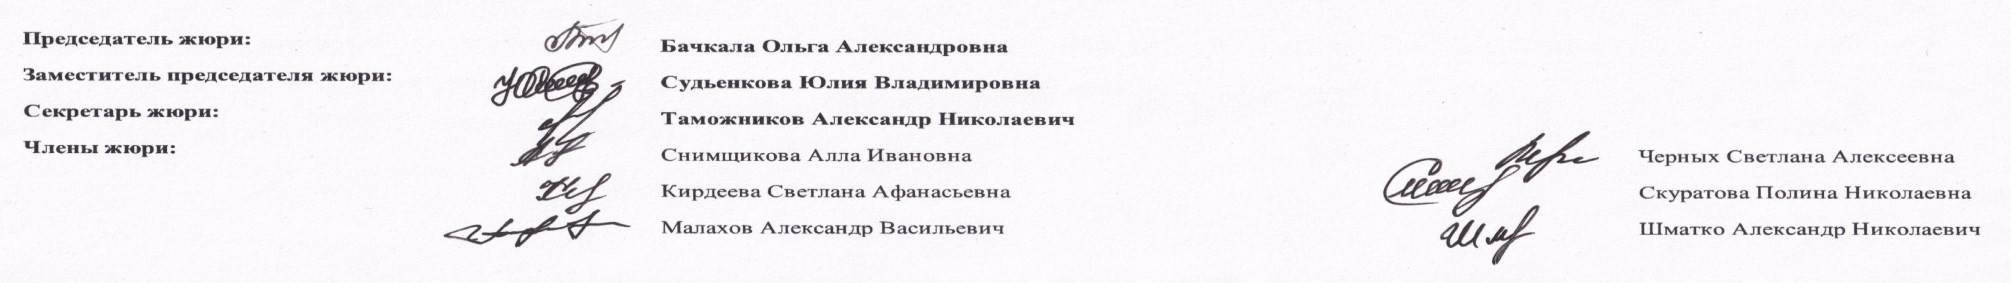 Председатель жюри: Бачкала Ольга Александровна
Заместитель председателя жюри: Судьенкова Юлия Владимировна
Секретарь жюри: Таможников Александр Николаевич
Члены жюри: Снимщикова Алла Ивановна Черных Светлана Алексеевна
Кирдеева Светлана Афанасьевна Скуратова Полина Николаевна
Малахов Александр Васильевич Шматко Александр Николаевич